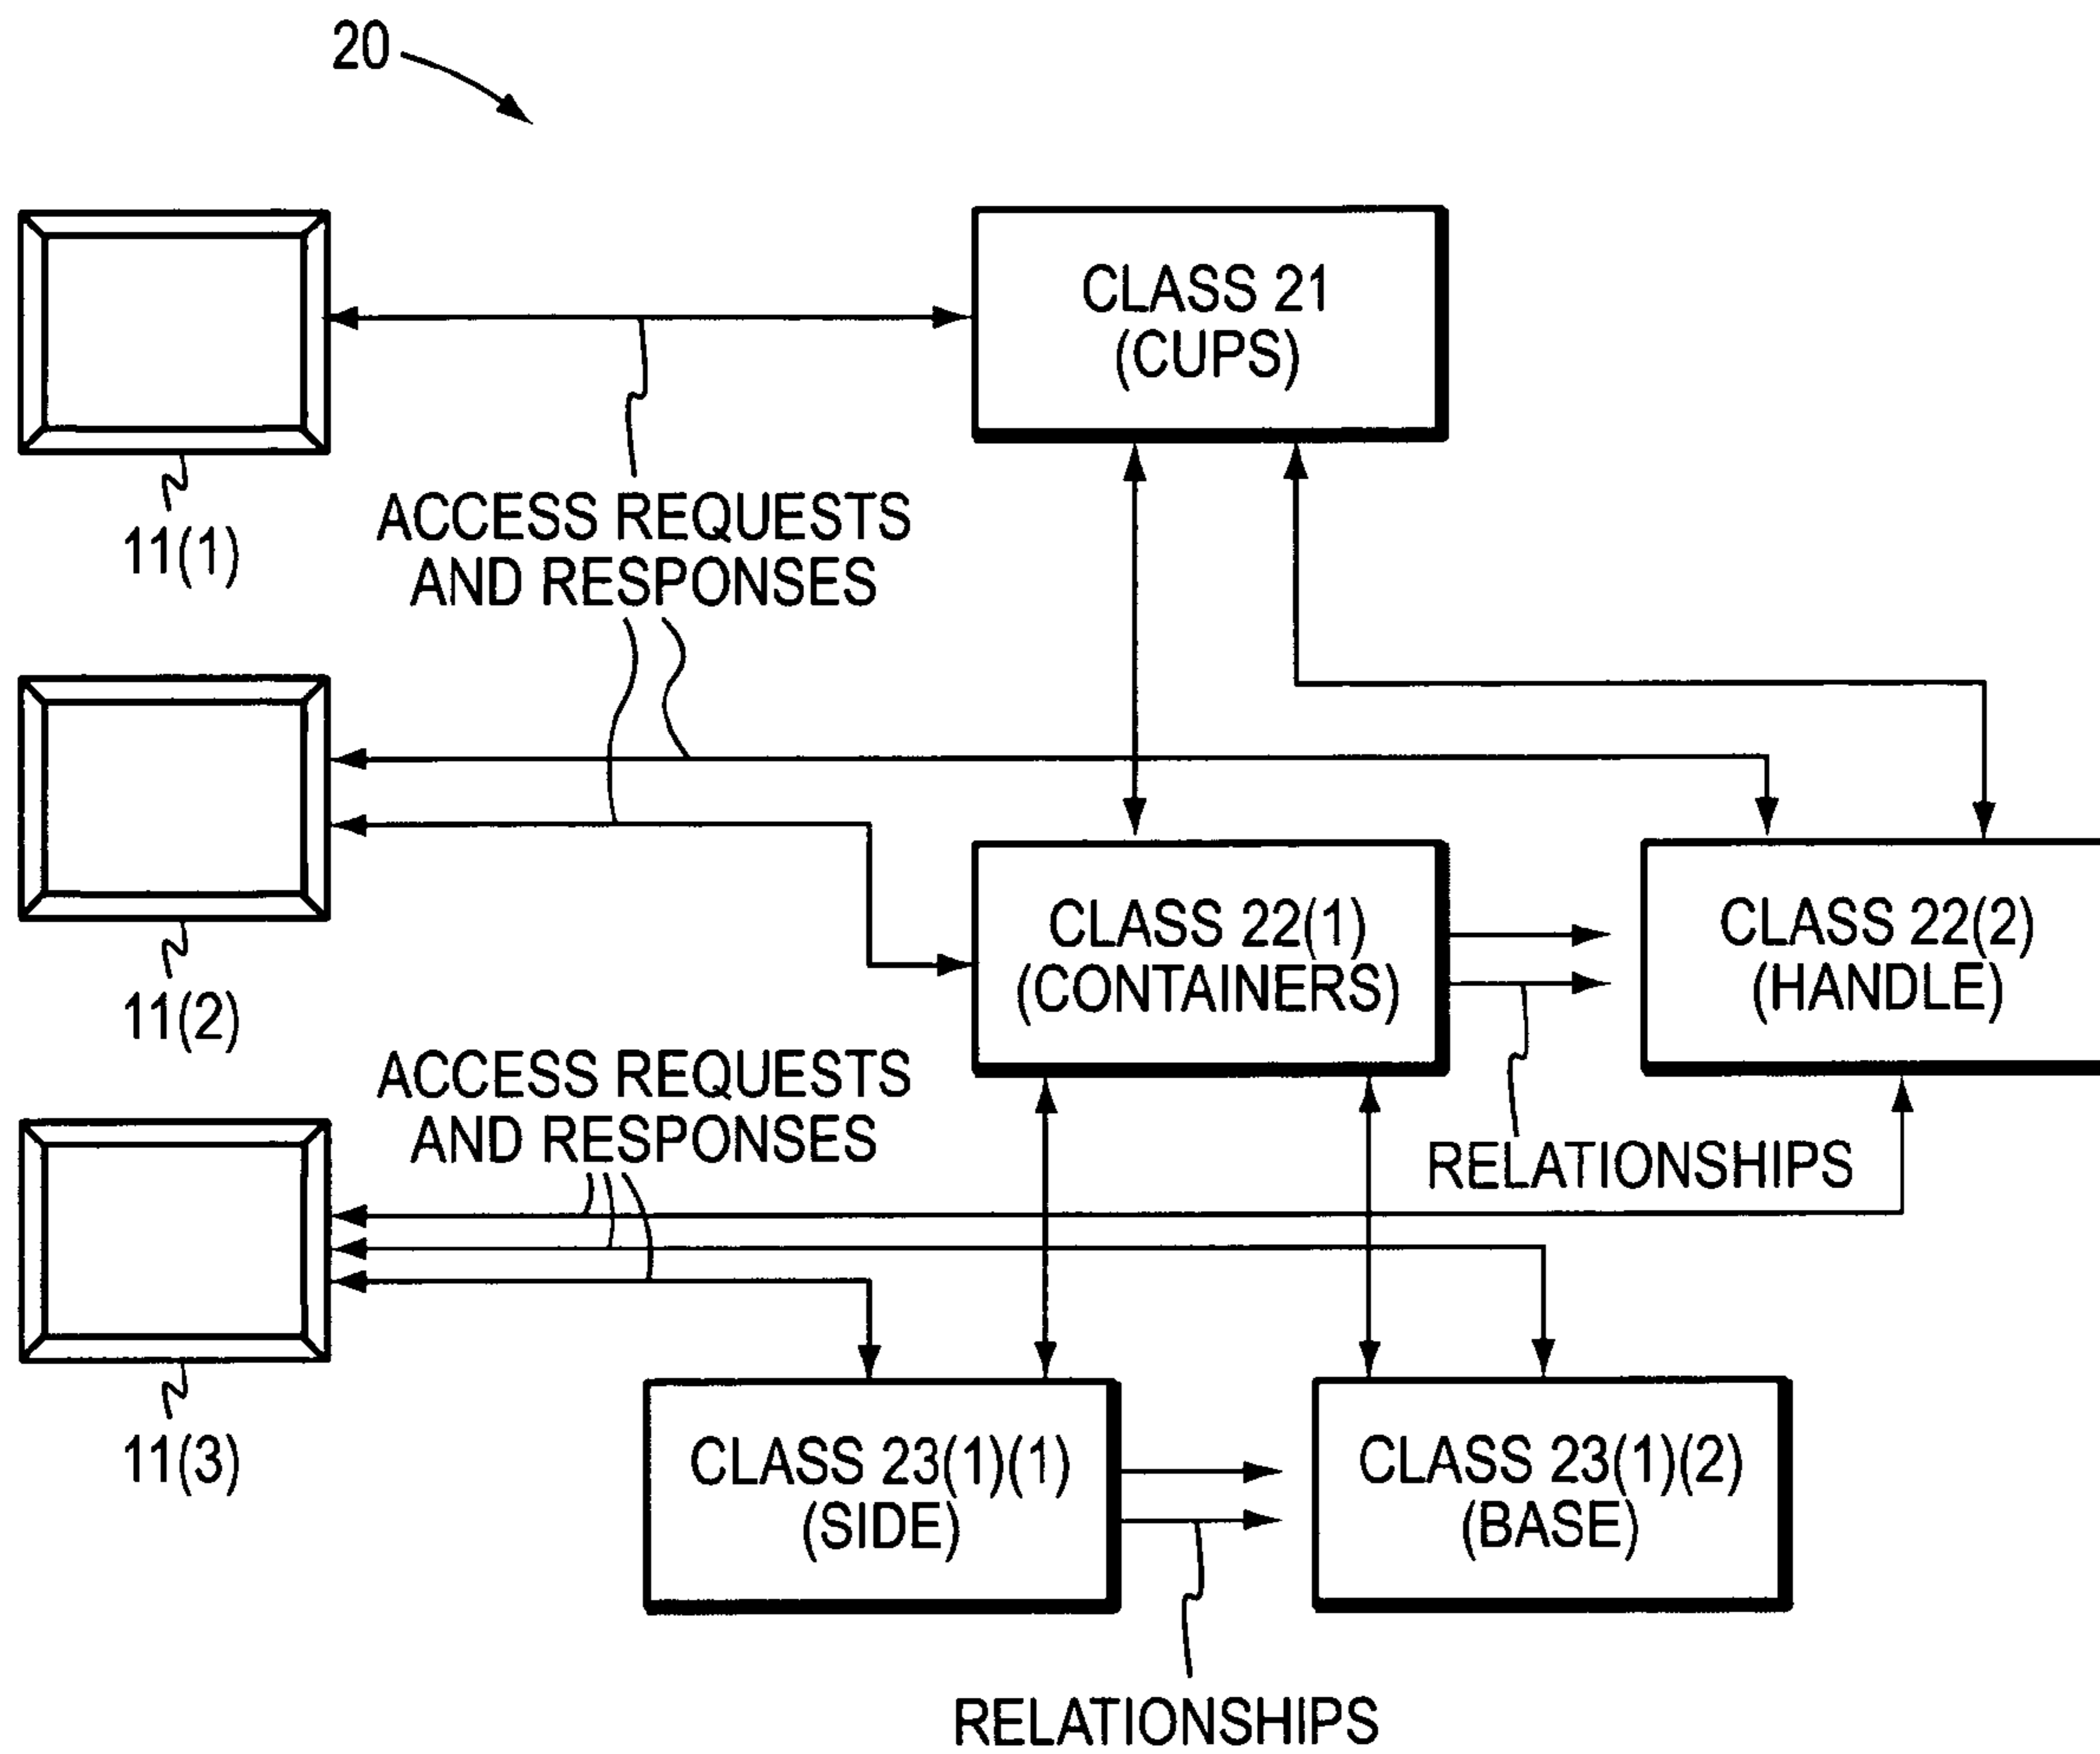 20
CLASS 21
(CUPS)
11(1)
ACCESS REQUESTS
AND RESPONSES
CLASS 22(1)
(CONTAINERS)
CLASS 22(2)
(HANDLE)
11(2)
ACCESS REQUESTS
AND RESPONSES
RELATIONSHIPS
11(3)
CLASS 23(1)(1)
(SIDE)
CLASS 23(1)(2)
(BASE)
RELATIONSHIPS